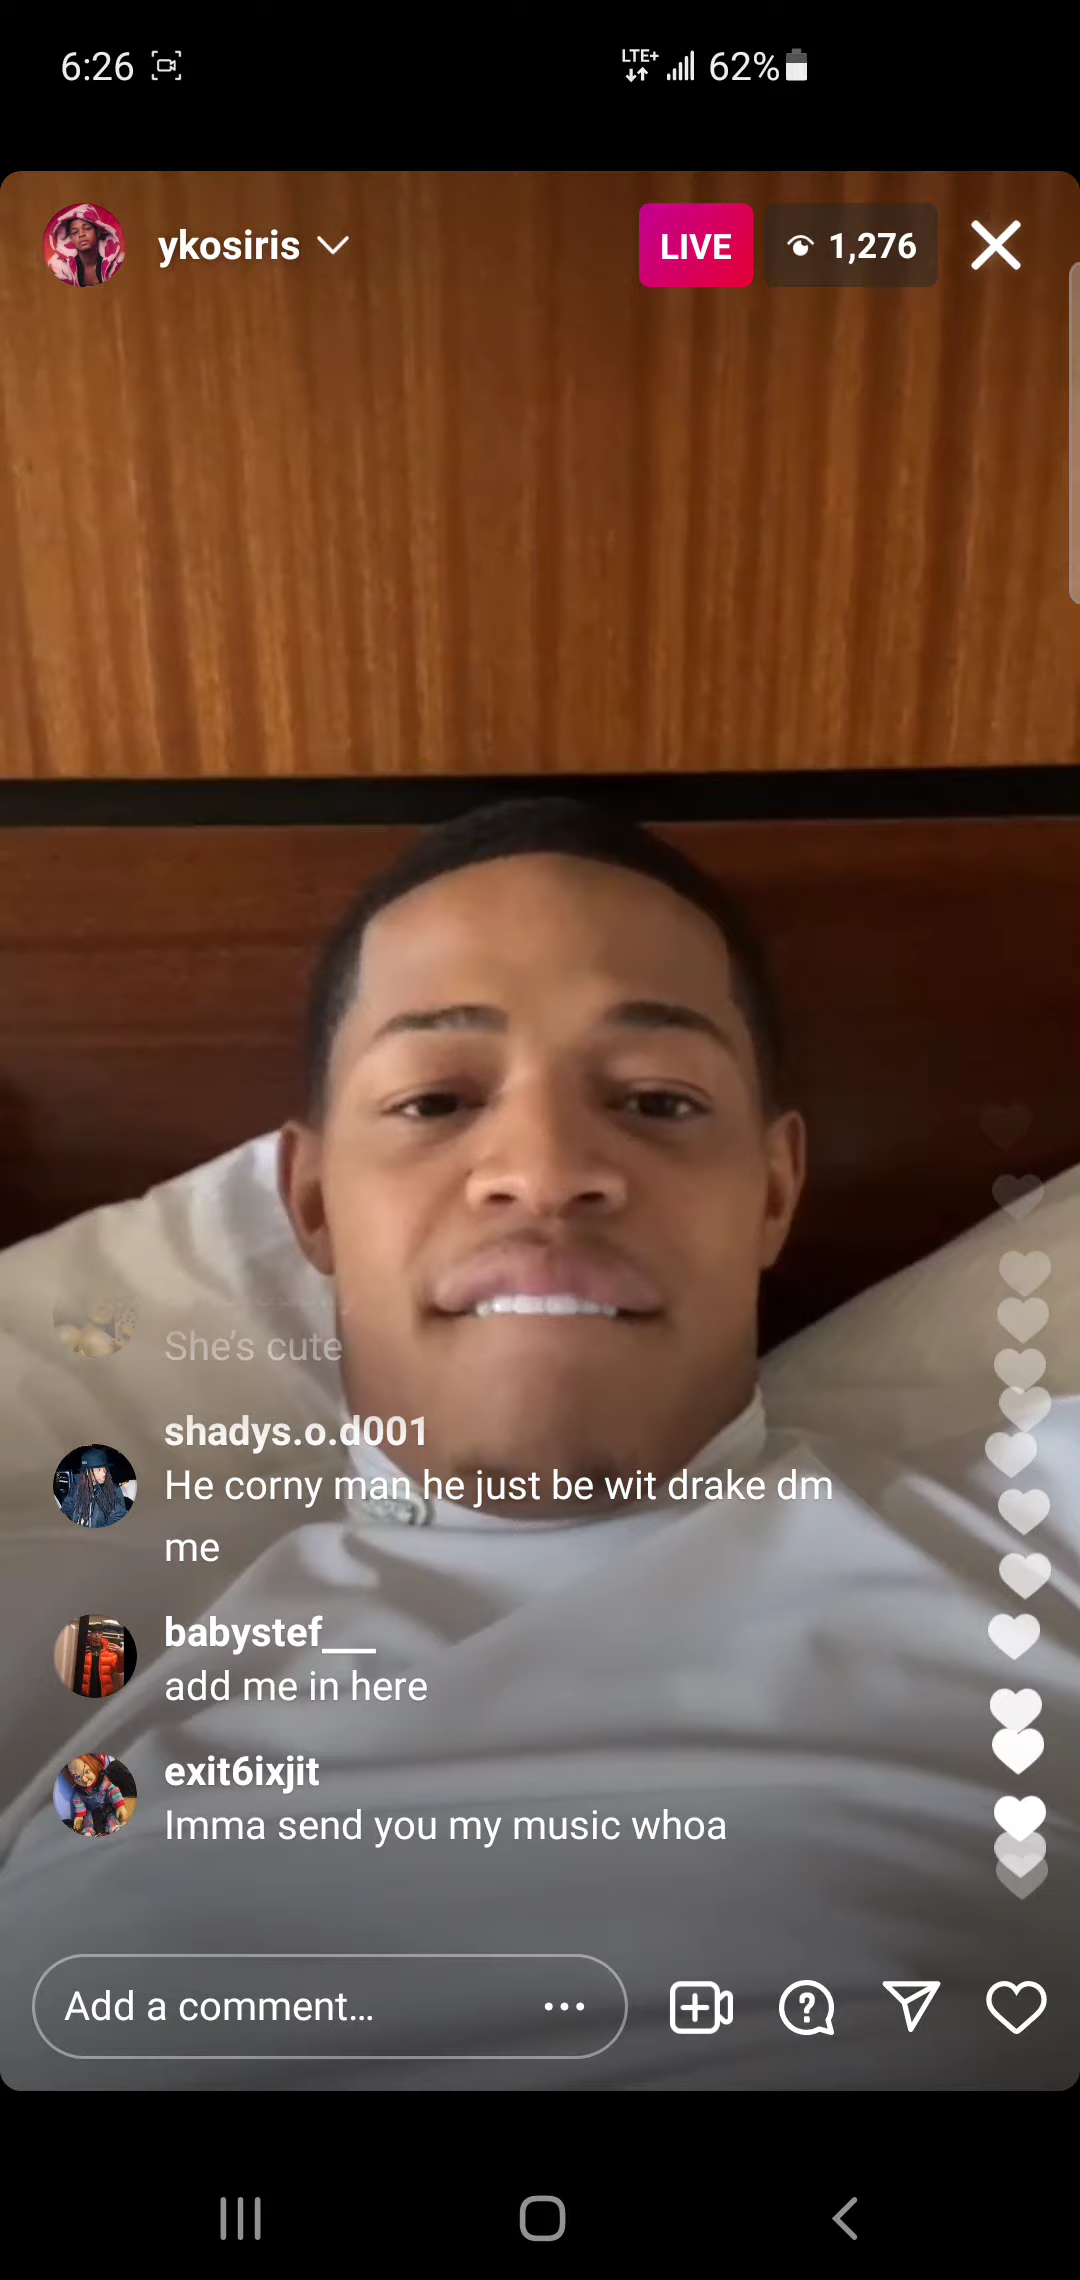 6:26 LTE+ 62%
ykosiris LIVE 1,276
She's cute
shadys.o.d001
He corny man he just be wit drake dm
me
babystef___
add me in here
exit6ixjit
Imma send you my music whoa
Add a comment...